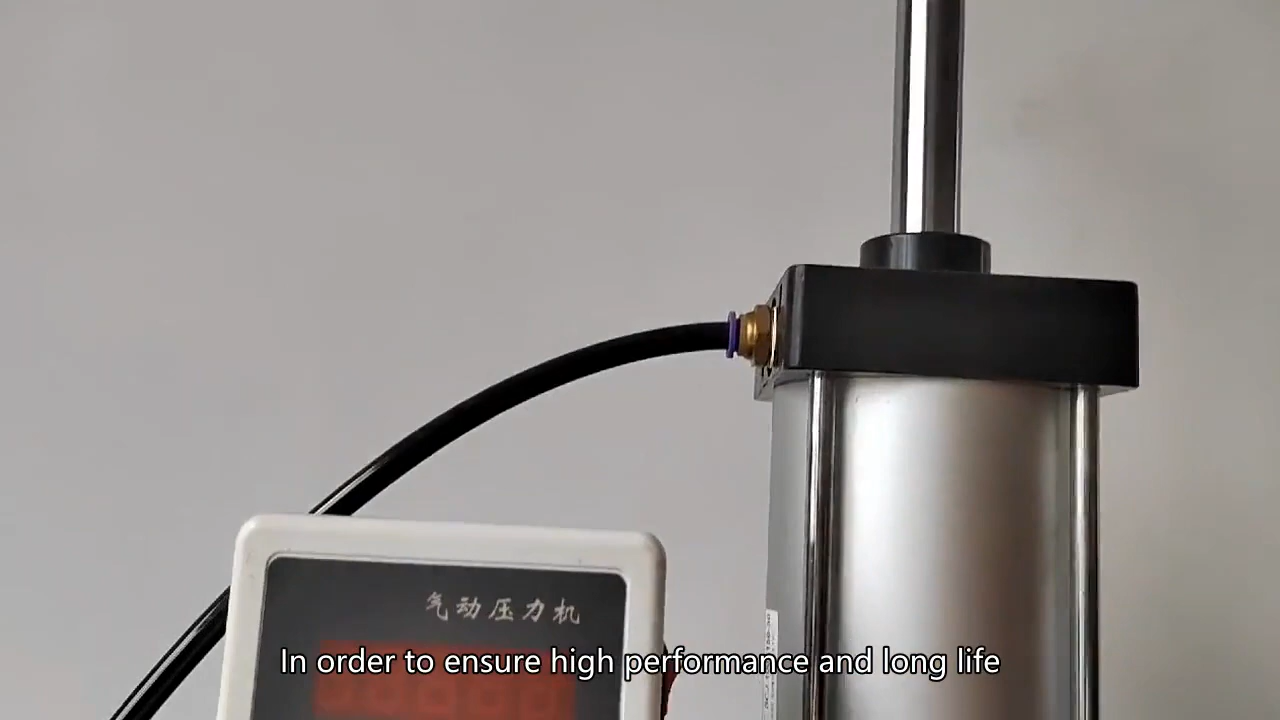 气动压力机
In order to ensure high performance and long life